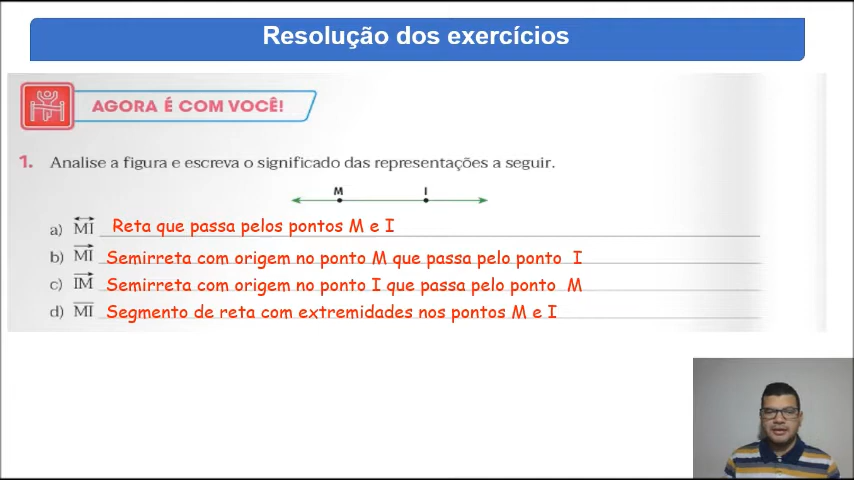 Resolução dos exercícios
AGORA É COM VOCÊ!
1. Analise a figura e escreva o significado das representações a seguir.
M I
a) MI Reta que passa pelos pontos M e I
b) MI Semirreta com origem no ponto M que passa pelo ponto I
c) IM Semirreta com origem no ponto I que passa pelo ponto M
d) MI Segmento de reta com extremidades nos pontos M e I